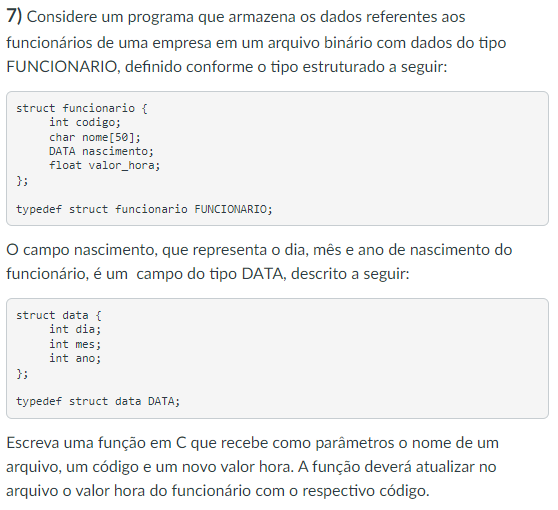 7) Considere um programa que armazena os dados referentes aos
funcionários de uma empresa em um arquivo binário com dados do tipo
FUNCIONARIO, definido conforme o tipo estruturado a seguir:
struct funcionario {
     int codigo;
     char nome[50];
     DATA nascimento;
     float valor_hora;
};
typedef struct funcionario FUNCIONARIO;
O campo nascimento, que representa o dia, mês e ano de nascimento do
funcionário, é um campo do tipo DATA, descrito a seguir:
struct data {
     int dia;
     int mes;
     int ano;
};
typedef struct data DATA;
Escreva uma função em C que recebe como parâmetros o nome de um
arquivo, um código e um novo valor hora. A função deverá atualizar no
arquivo o valor hora do funcionário com o respectivo código.